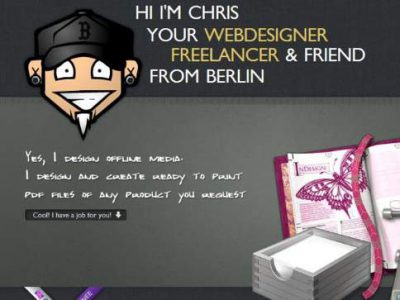 HI I'M CHRIS
YOUR WEBDESIGNER
FREELANCER & FRIEND
FROM BERLIN
B
Yes, I design offline media.
I design and create ready to print
pdf files of any product you request
Cool! I have a job for you!
INDESIGN